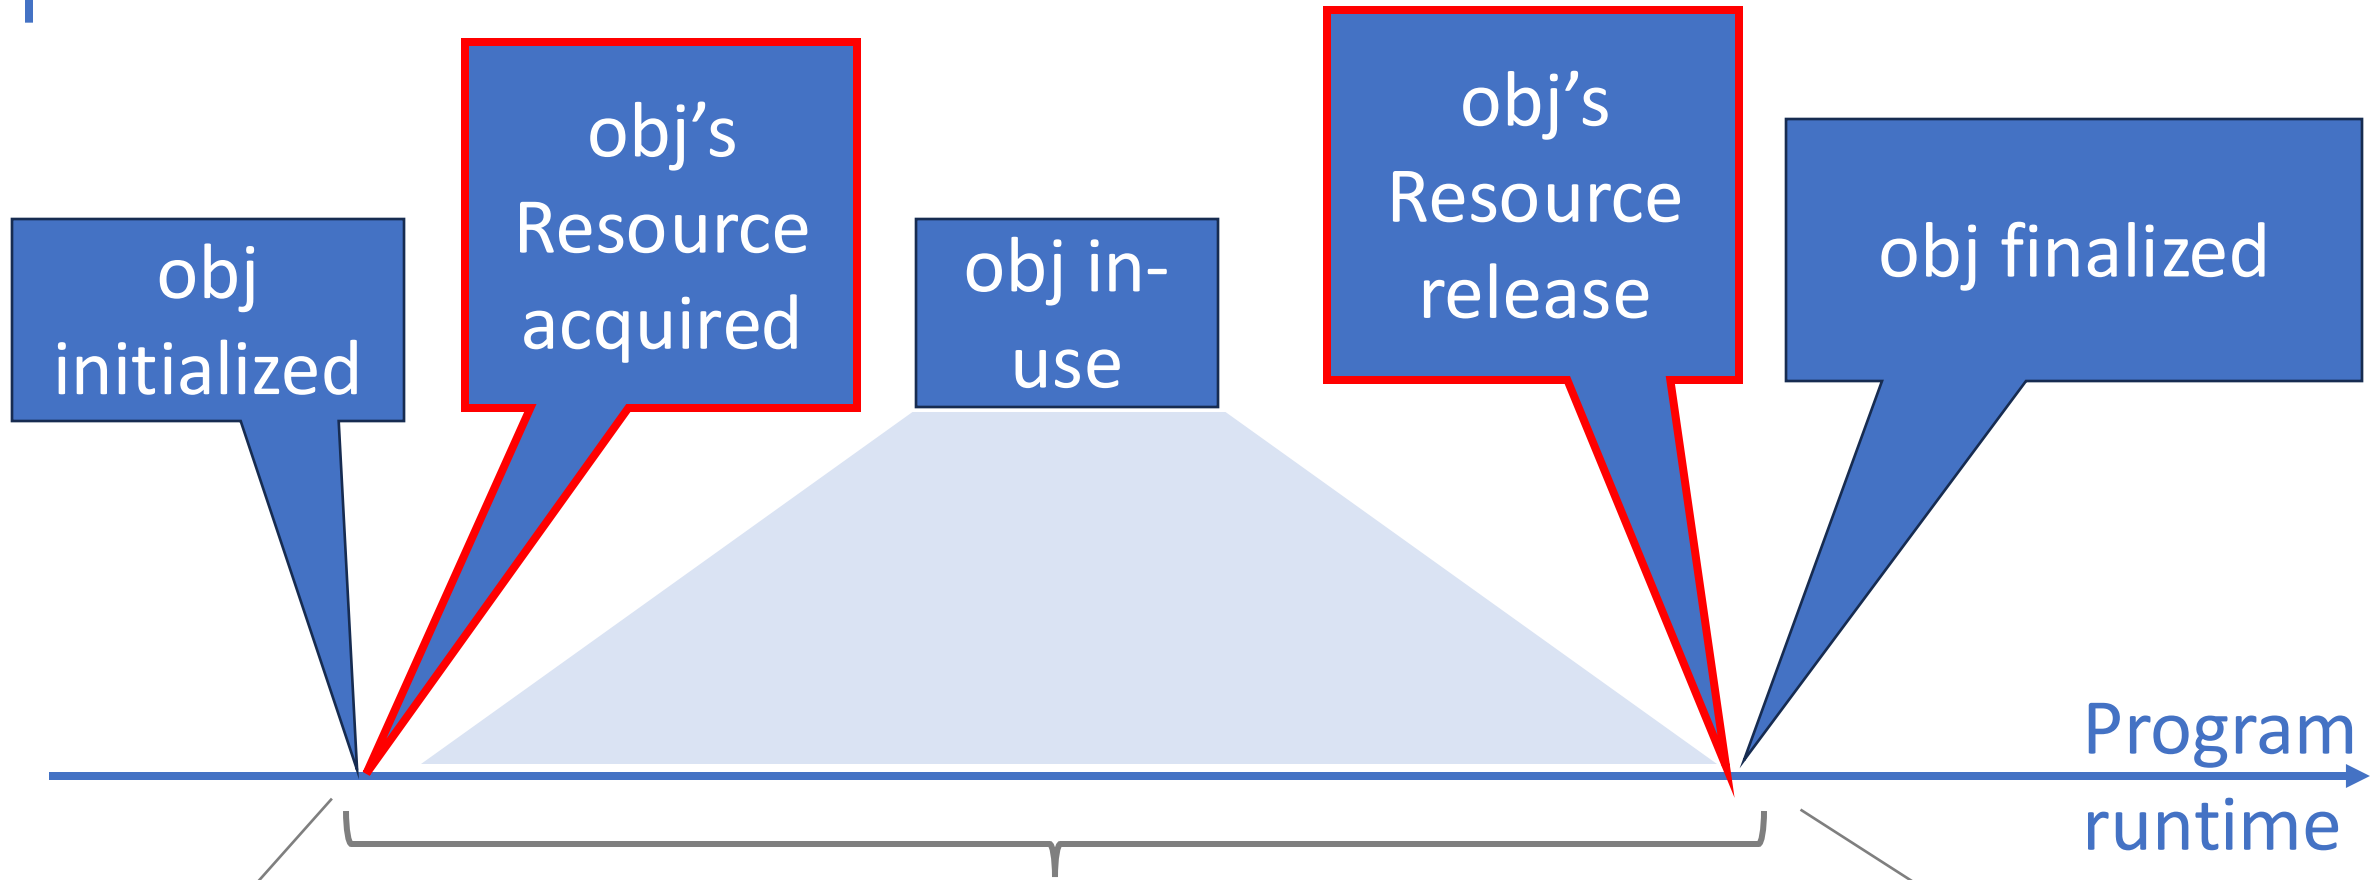 obj
initialized
obj’s
Resource
acquired
obj in-
use
obj’s
Resource
release
obj finalized
Program
runtime